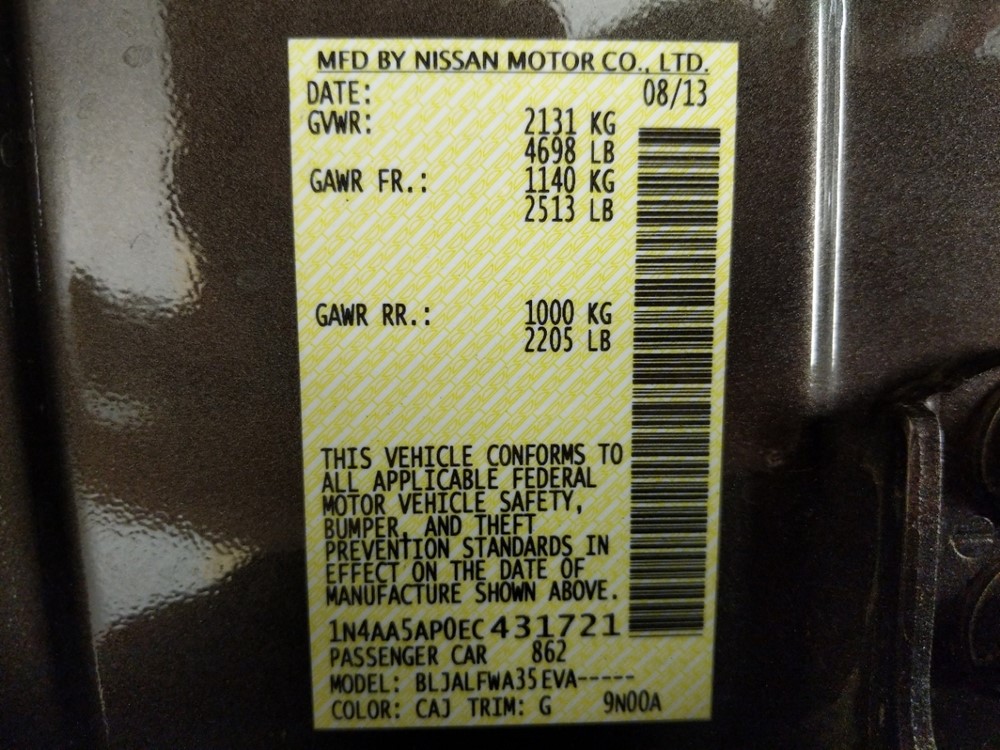 MFD BY NISSAN MOTOR CO., LTD.
DATE: 08/13
GVWR: 2131 KG
4698 LB
GAWR FR.: 1140 KG
2513 LB
GAWR RR.: 1000 KG
2205 LB
THIS VEHICLE CONFORMS TO
ALL APPLICABLE FEDERAL
MOTOR VEHICLE SAFETY,
BUMPER, AND THEFT
PREVENTION STANDARDS IN
EFFECT ON THE DATE OF
MANUFACTURE SHOWN ABOVE.
1N4AA5AP0EC431721
PASSENGER CAR 862
MODEL: BLJALFWA35EVA-----
COLOR: CAJ TRIM: G 9N00A